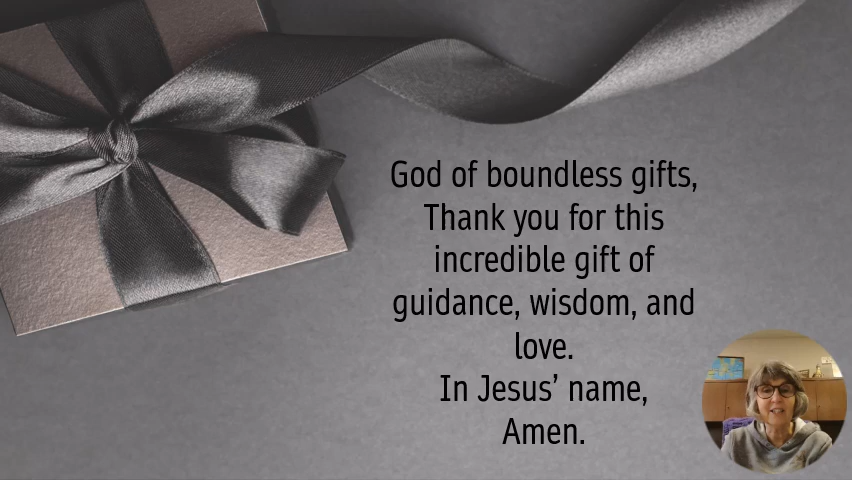 God of boundless gifts,
Thank you for this
incredible gift of
guidance, wisdom, and
love.
In Jesus’ name,
Amen.